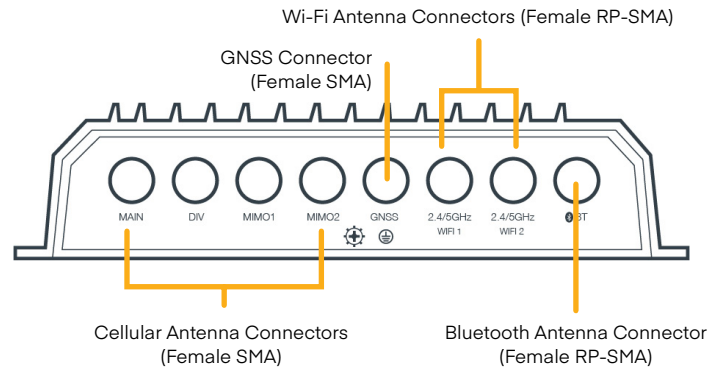 Wi-Fi Antenna Connectors (Female RP-SMA)
GNSS Connector
(Female SMA)
MAIN DIV MIMO1 MIMO2 GNSS 2.4/5GHz 2.4/5GHz BT
WIFI 1 WIFI 2
Cellular Antenna Connectors
(Female SMA)
Bluetooth Antenna Connector
(Female RP-SMA)